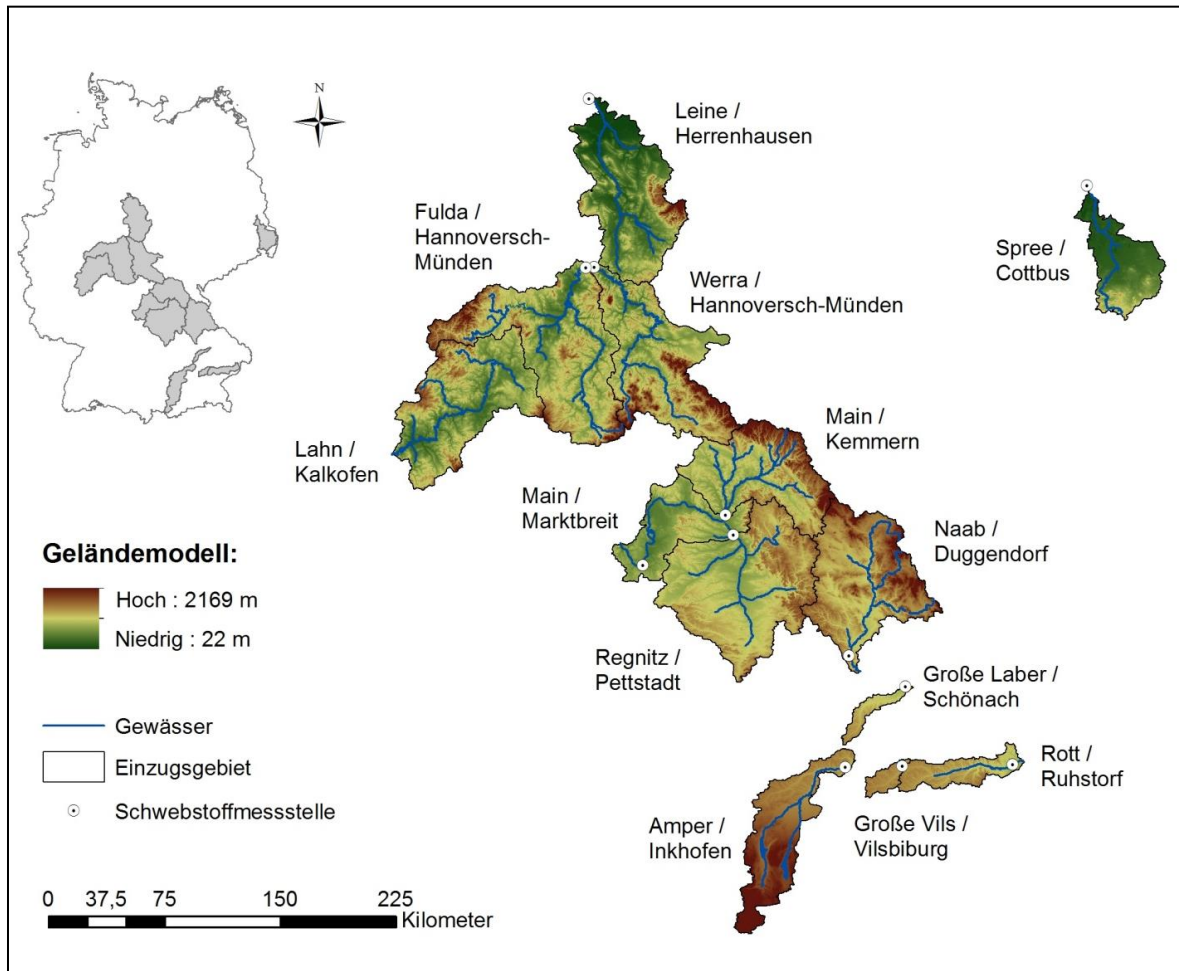 N
Leine /
Herrenhausen
Fulda /
Hannoversch-
Münden
Spree /
Cottbus
Werra /
Hannoversch-Münden
Main /
Kemmern
Lahn /
Kalkofen
Main /
Marktbreit
Naab /
Duggendorf
Geländemodell:
Hoch : 2169 m
Niedrig : 22 m
Regnitz /
Pettstadt
Große Laber /
Schönach
Gewässer
Einzugsgebiet
Schwebstoffmessstelle
Rott /
Ruhstorf
Amper /
Inkhofen
Große Vils /
Vilsbiburg
0 37,5 75 150 225
Kilometer